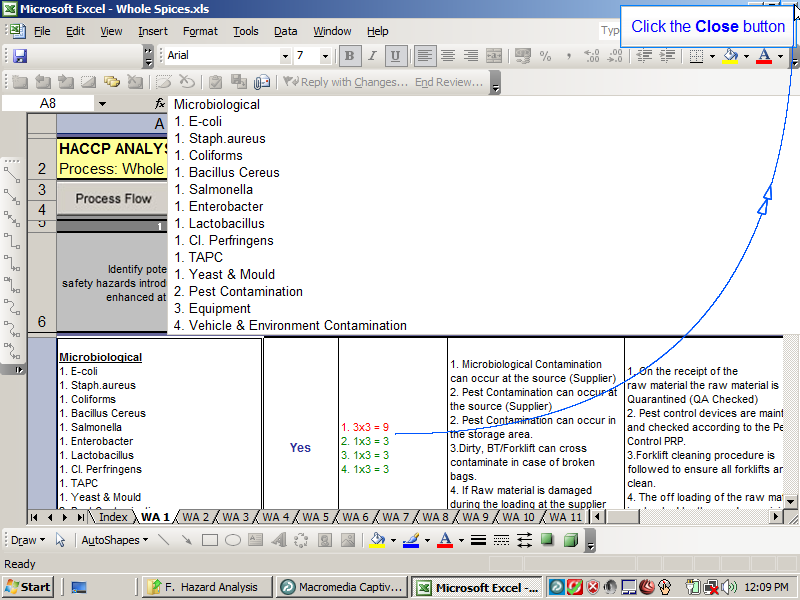 Microsoft Excel - Whole Spices.xls
Click the Close button
File Edit View Insert Format Tools Data Window Help
Typ
Arial 7 B I U
Reply with Changes... End Review...
A8 fx Microbiological
1. E-coli
1. Staph.aureus
1. Coliforms
1. Bacillus Cereus
1. Salmonella
1. Enterobacter
1. Lactobacillus
1. Cl. Perfringens
1. TAPC
1. Yeast & Mould
2. Pest Contamination
3. Equipment
4. Vehicle & Environment Contamination
A
2 HACCP ANALYS
Process: Whole
3
4
Process Flow
5 1
6 Identify pote
safety hazards introd
enhanced at
Microbiological
1. E-coli
1. Staph.aureus
1. Coliforms
1. Bacillus Cereus
1. Salmonella
1. Enterobacter
1. Lactobacillus
1. Cl. Perfringens
1. TAPC
1. Yeast & Mould
Yes
1. 3x3 = 9
2. 1x3 = 3
3. 1x3 = 3
4. 1x3 = 3
1. Microbiological Contamination
can occur at the source (Supplier)
2. Pest Contamination can occur at
the source (Supplier)
2. Pest Contamination can occur in
the storage area.
3.Dirty, BT/Forklift can cross
contaminate in case of broken
bags.
4. If Raw material is damaged
during the loading at the supplier
1. On the receipt of the
raw material the raw material is
Quarantined (QA Checked)
2. Pest control devices are maint
and checked according to the Pe
Control PRP.
3.Forklift cleaning procedure is
followed to ensure all forklifts ar
clean.
4. The off loading of the raw mat
Index WA 1 WA 2 WA 3 WA 4 WA 5 WA 6 WA 7 WA 8 WA 9 WA 10 WA 11
Draw AutoShapes
Ready
Start F. Hazard Analysis Macromedia Captiv... Microsoft Excel -... 12:09 PM